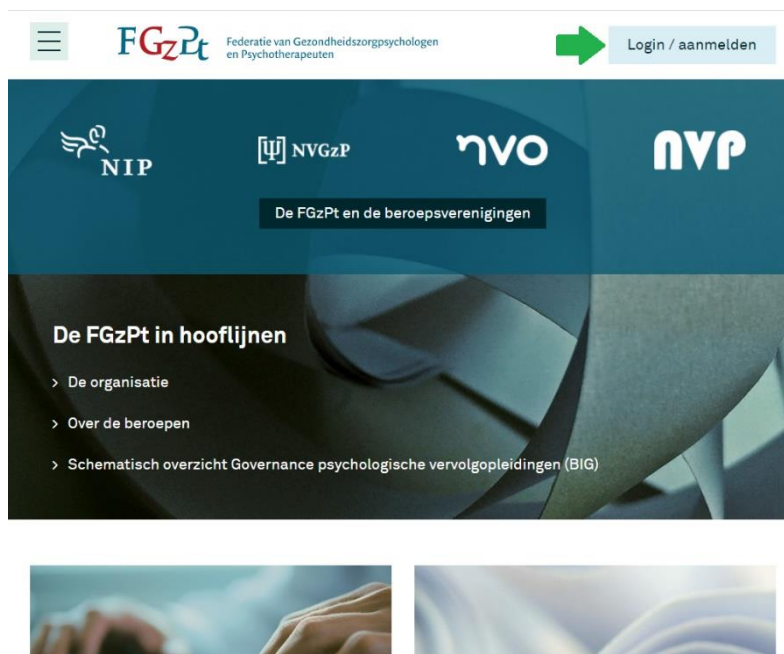 FGzPt
Federatie van Gezondheidszorgpsychologen
en Psychotherapeuten
Login / aanmelden
NIP
[Ψ] NVGzP
nvo
nvp
De FGzPt en de beroepsverenigingen
De FGzPt in hooflijnen
> De organisatie
> Over de beroepen
> Schematisch overzicht Governance psychologische vervolgopleidingen (BIG)